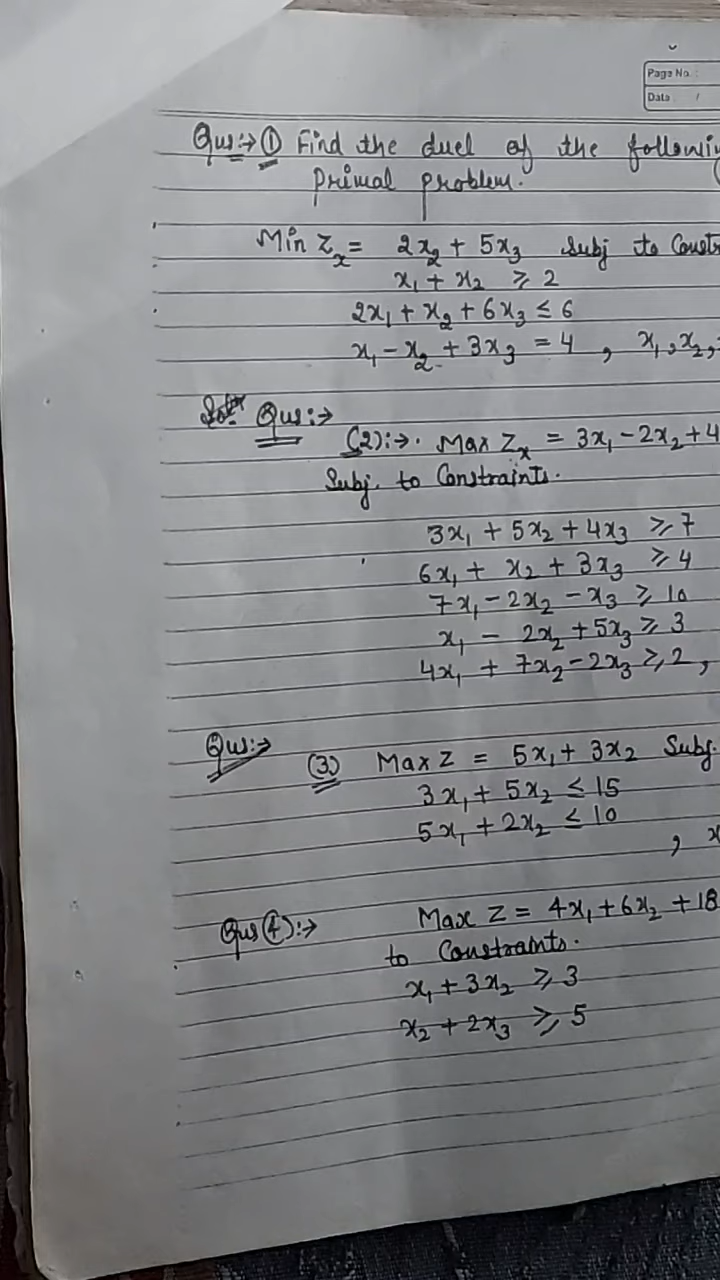 Page No.
Date /
Qus:→ ① Find the duel of the
primal problem.
Min Zₓ = 2x₂ + 5x₃ Subj to
x₁ + x₂ ≥ 2
2x₁ + x₂ + 6x₃ ≤ 6
x₁ - x₂ + 3x₃ = 4 , x₁, x₂,
Qus:→
(2):→. Max Zₓ = 3x₁ - 2x₂ + 4
Subj. to Constraints.
3x₁ + 5x₂ + 4x₃ ≥ 7
6x₁ + x₂ + 3x₃ ≥ 4
7x₁ - 2x₂ - x₃ ≥ 10
x₁ - 2x₂ + 5x₃ ≥ 3
4x₁ + 7x₂ - 2x₃ ≥ 2,
Qus:→
(3) Max Z = 5x₁ + 3x₂ Subj.
3x₁ + 5x₂ ≤ 15
5x₁ + 2x₂ ≤ 10
, x
Qus(4):→ Max Z = 4x₁ + 6x₂ + 18
to Constraints.
x₁ + 3x₂ ≥ 3
x₂ + 2x₃ ≥ 5